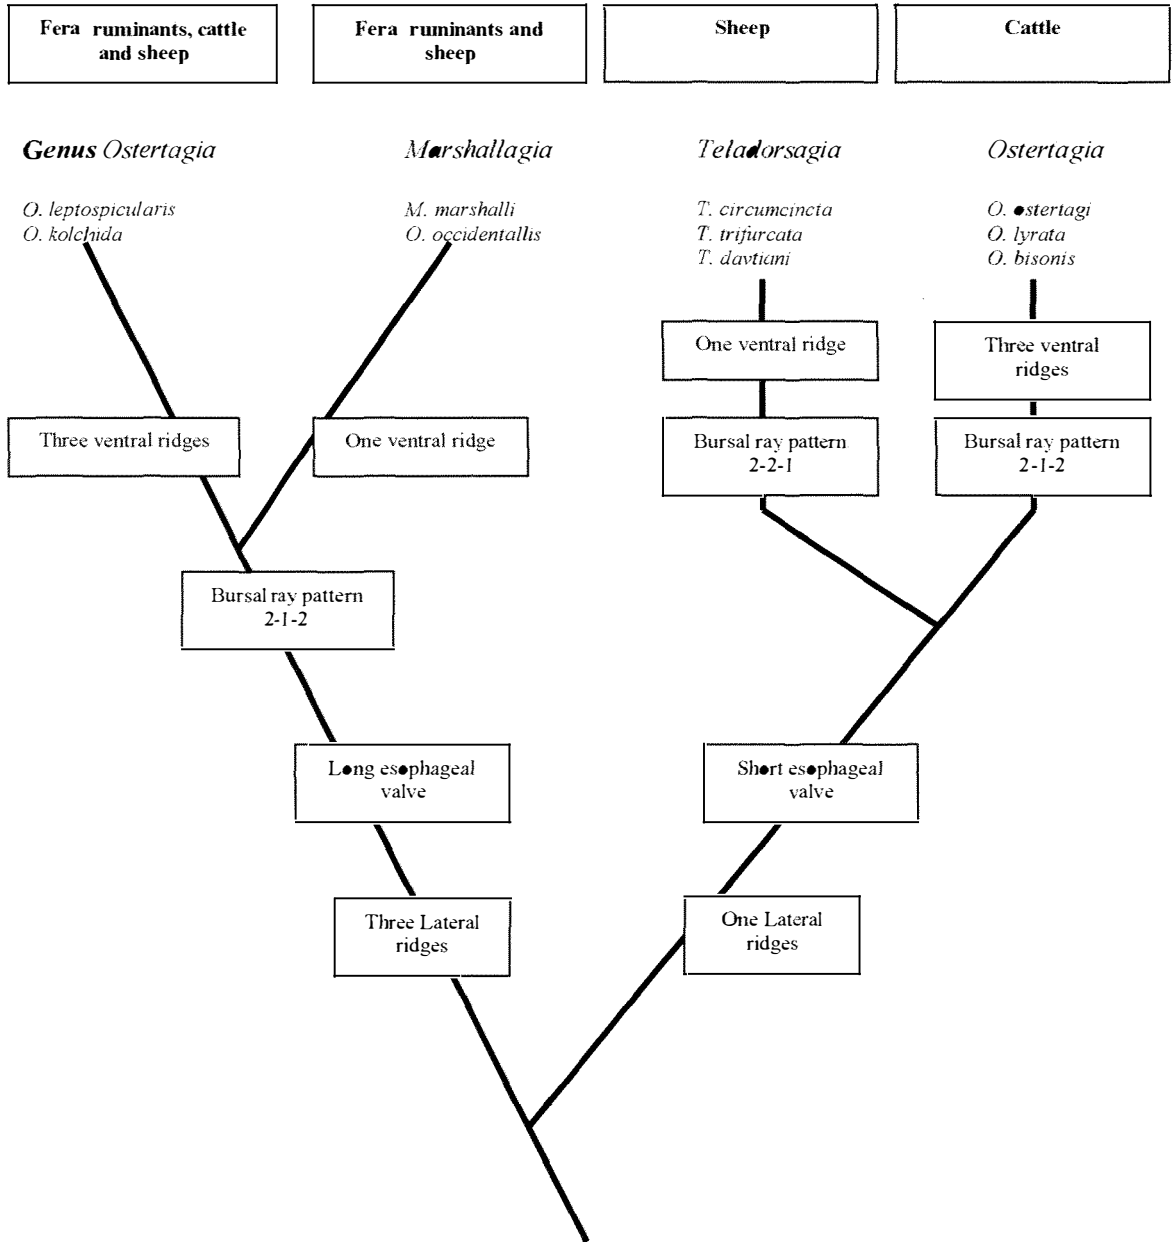 Fera ruminants, cattle
and sheep
Fera ruminants and
sheep
Sheep
Cattle
Genus Ostertagia
Marshallagia
Teladorsagia
Ostertagia
O. leptospicularis
O. kolchida
M. marshalli
O. occidentallis
T. circumcincta
T. trifurcata
T. davtiani
O. ostertagi
O. lyrata
O. bisonis
One ventral ridge
Three ventral
ridges
Three ventral ridges
One ventral ridge
Bursal ray pattern
2-2-1
Bursal ray pattern
2-1-2
Bursal ray pattern
2-1-2
Long esophageal
valve
Short esophageal
valve
Three Lateral
ridges
One Lateral
ridges